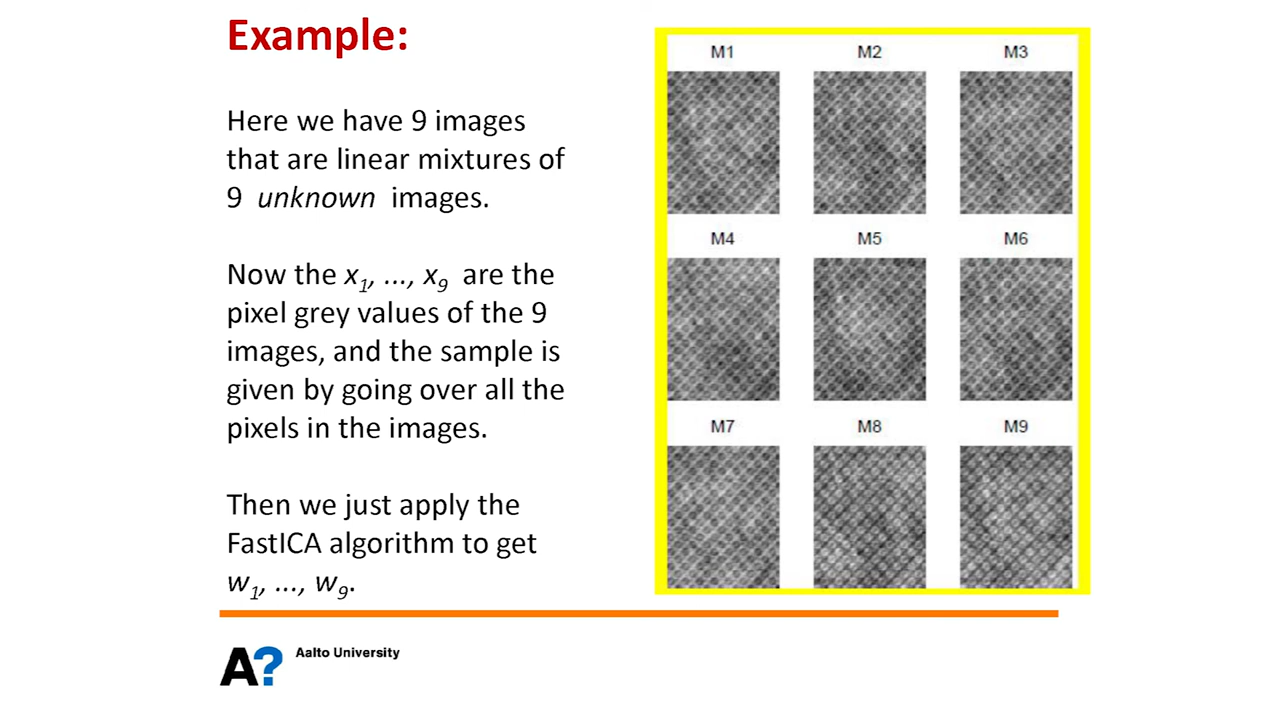 Example:
Here we have 9 images
that are linear mixtures of
9 unknown images.
Now the x1, ..., x9 are the
pixel grey values of the 9
images, and the sample is
given by going over all the
pixels in the images.
Then we just apply the
FastICA algorithm to get
w1, ..., w9.
M1 M2 M3
M4 M5 M6
M7 M8 M9
A? Aalto University